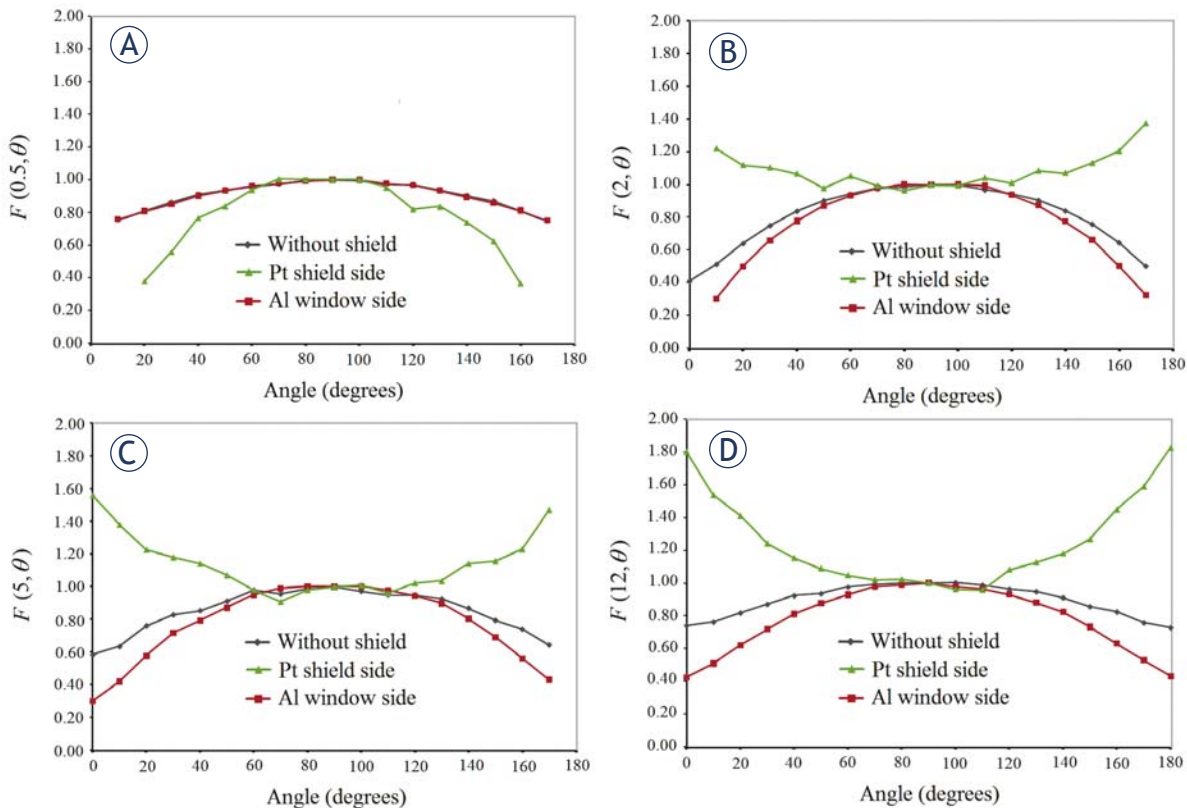 A
F (0.5, θ)
2.00
1.80
1.60
1.40
1.20
1.00
0.80
0.60
0.40
0.20
0.00
0 20 40 60 80 100 120 140 160 180
Without shield
Pt shield side
Al window side
Angle (degrees)
B
F (2, θ)
2.00
1.80
1.60
1.40
1.20
1.00
0.80
0.60
0.40
0.20
0.00
0 20 40 60 80 100 120 140 160 180
Without shield
Pt shield side
Al window side
Angle (degrees)
C
F (5, θ)
2.00
1.80
1.60
1.40
1.20
1.00
0.80
0.60
0.40
0.20
0.00
0 20 40 60 80 100 120 140 160 180
Without shield
Pt shield side
Al window side
Angle (degrees)
D
F (12, θ)
2.00
1.80
1.60
1.40
1.20
1.00
0.80
0.60
0.40
0.20
0.00
0 20 40 60 80 100 120 140 160 180
Without shield
Pt shield side
Al window side
Angle (degrees)